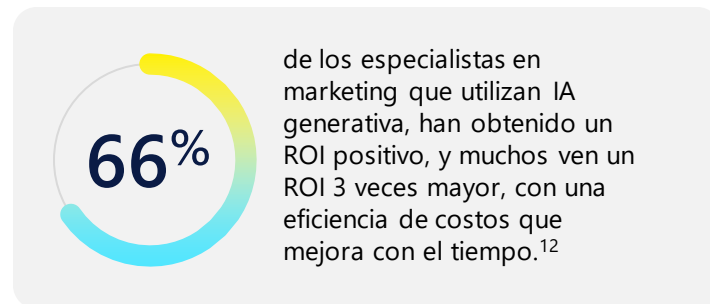 66%
de los especialistas en
marketing que utilizan IA
generativa, han obtenido un
ROI positivo, y muchos ven un
ROI 3 veces mayor, con una
eficiencia de costos que
mejora con el tiempo.12